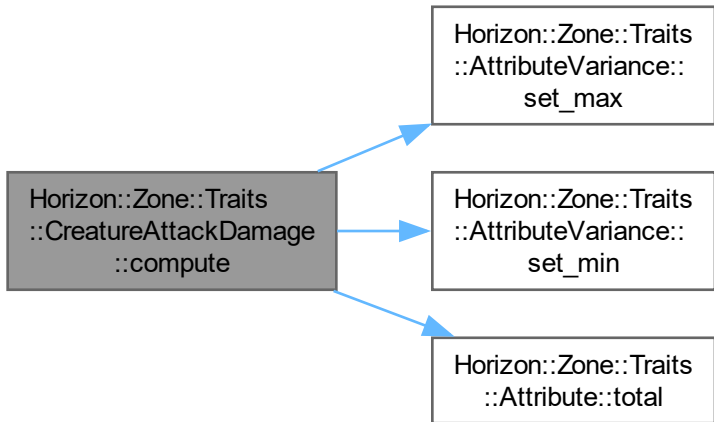 Horizon::Zone::Traits
::AttributeVariance::
set_max
Horizon::Zone::Traits
::CreatureAttackDamage
::compute
Horizon::Zone::Traits
::AttributeVariance::
set_min
Horizon::Zone::Traits
::Attribute::total